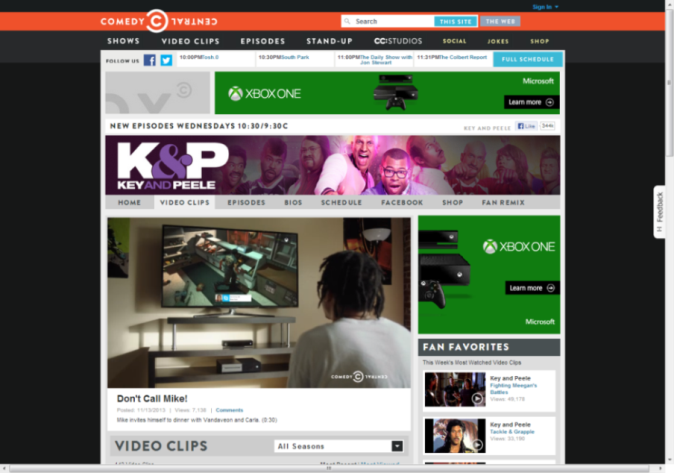 Sign In
COMEDY CENTRAL
Search
THIS SITE
THE WEB
SHOWS VIDEO CLIPS EPISODES STAND-UP CC:STUDIOS SOCIAL JOKES SHOP
FOLLOW US
10:00PM Tosh.0
10:30PM South Park
11:00PM The Daily Show with Jon Stewart
11:31PM The Colbert Report
FULL SCHEDULE
XBOX ONE
Microsoft
Learn more
NEW EPISODES WEDNESDAYS 10:30/9:30C
KEY AND PEELE
Like
K&P
KEY AND PEELE
HOME VIDEO CLIPS EPISODES BIOS SCHEDULE FACEBOOK SHOP FAN REMIX
Feedback
XBOX ONE
Learn more
Microsoft
COMEDY CENTRAL
Don't Call Mike!
Posted: 11/13/2013 | Views: 7,138 | Comments
Mike invites himself to dinner with Vandaveon and Carla. (0:30)
VIDEO CLIPS
All Seasons
FAN FAVORITES
This Week's Most Watched Video Clips
Key and Peele
Fighting Meegan's
Battles
Views: 49,178
Key and Peele
Tackle & Grapple
Views: 33,196